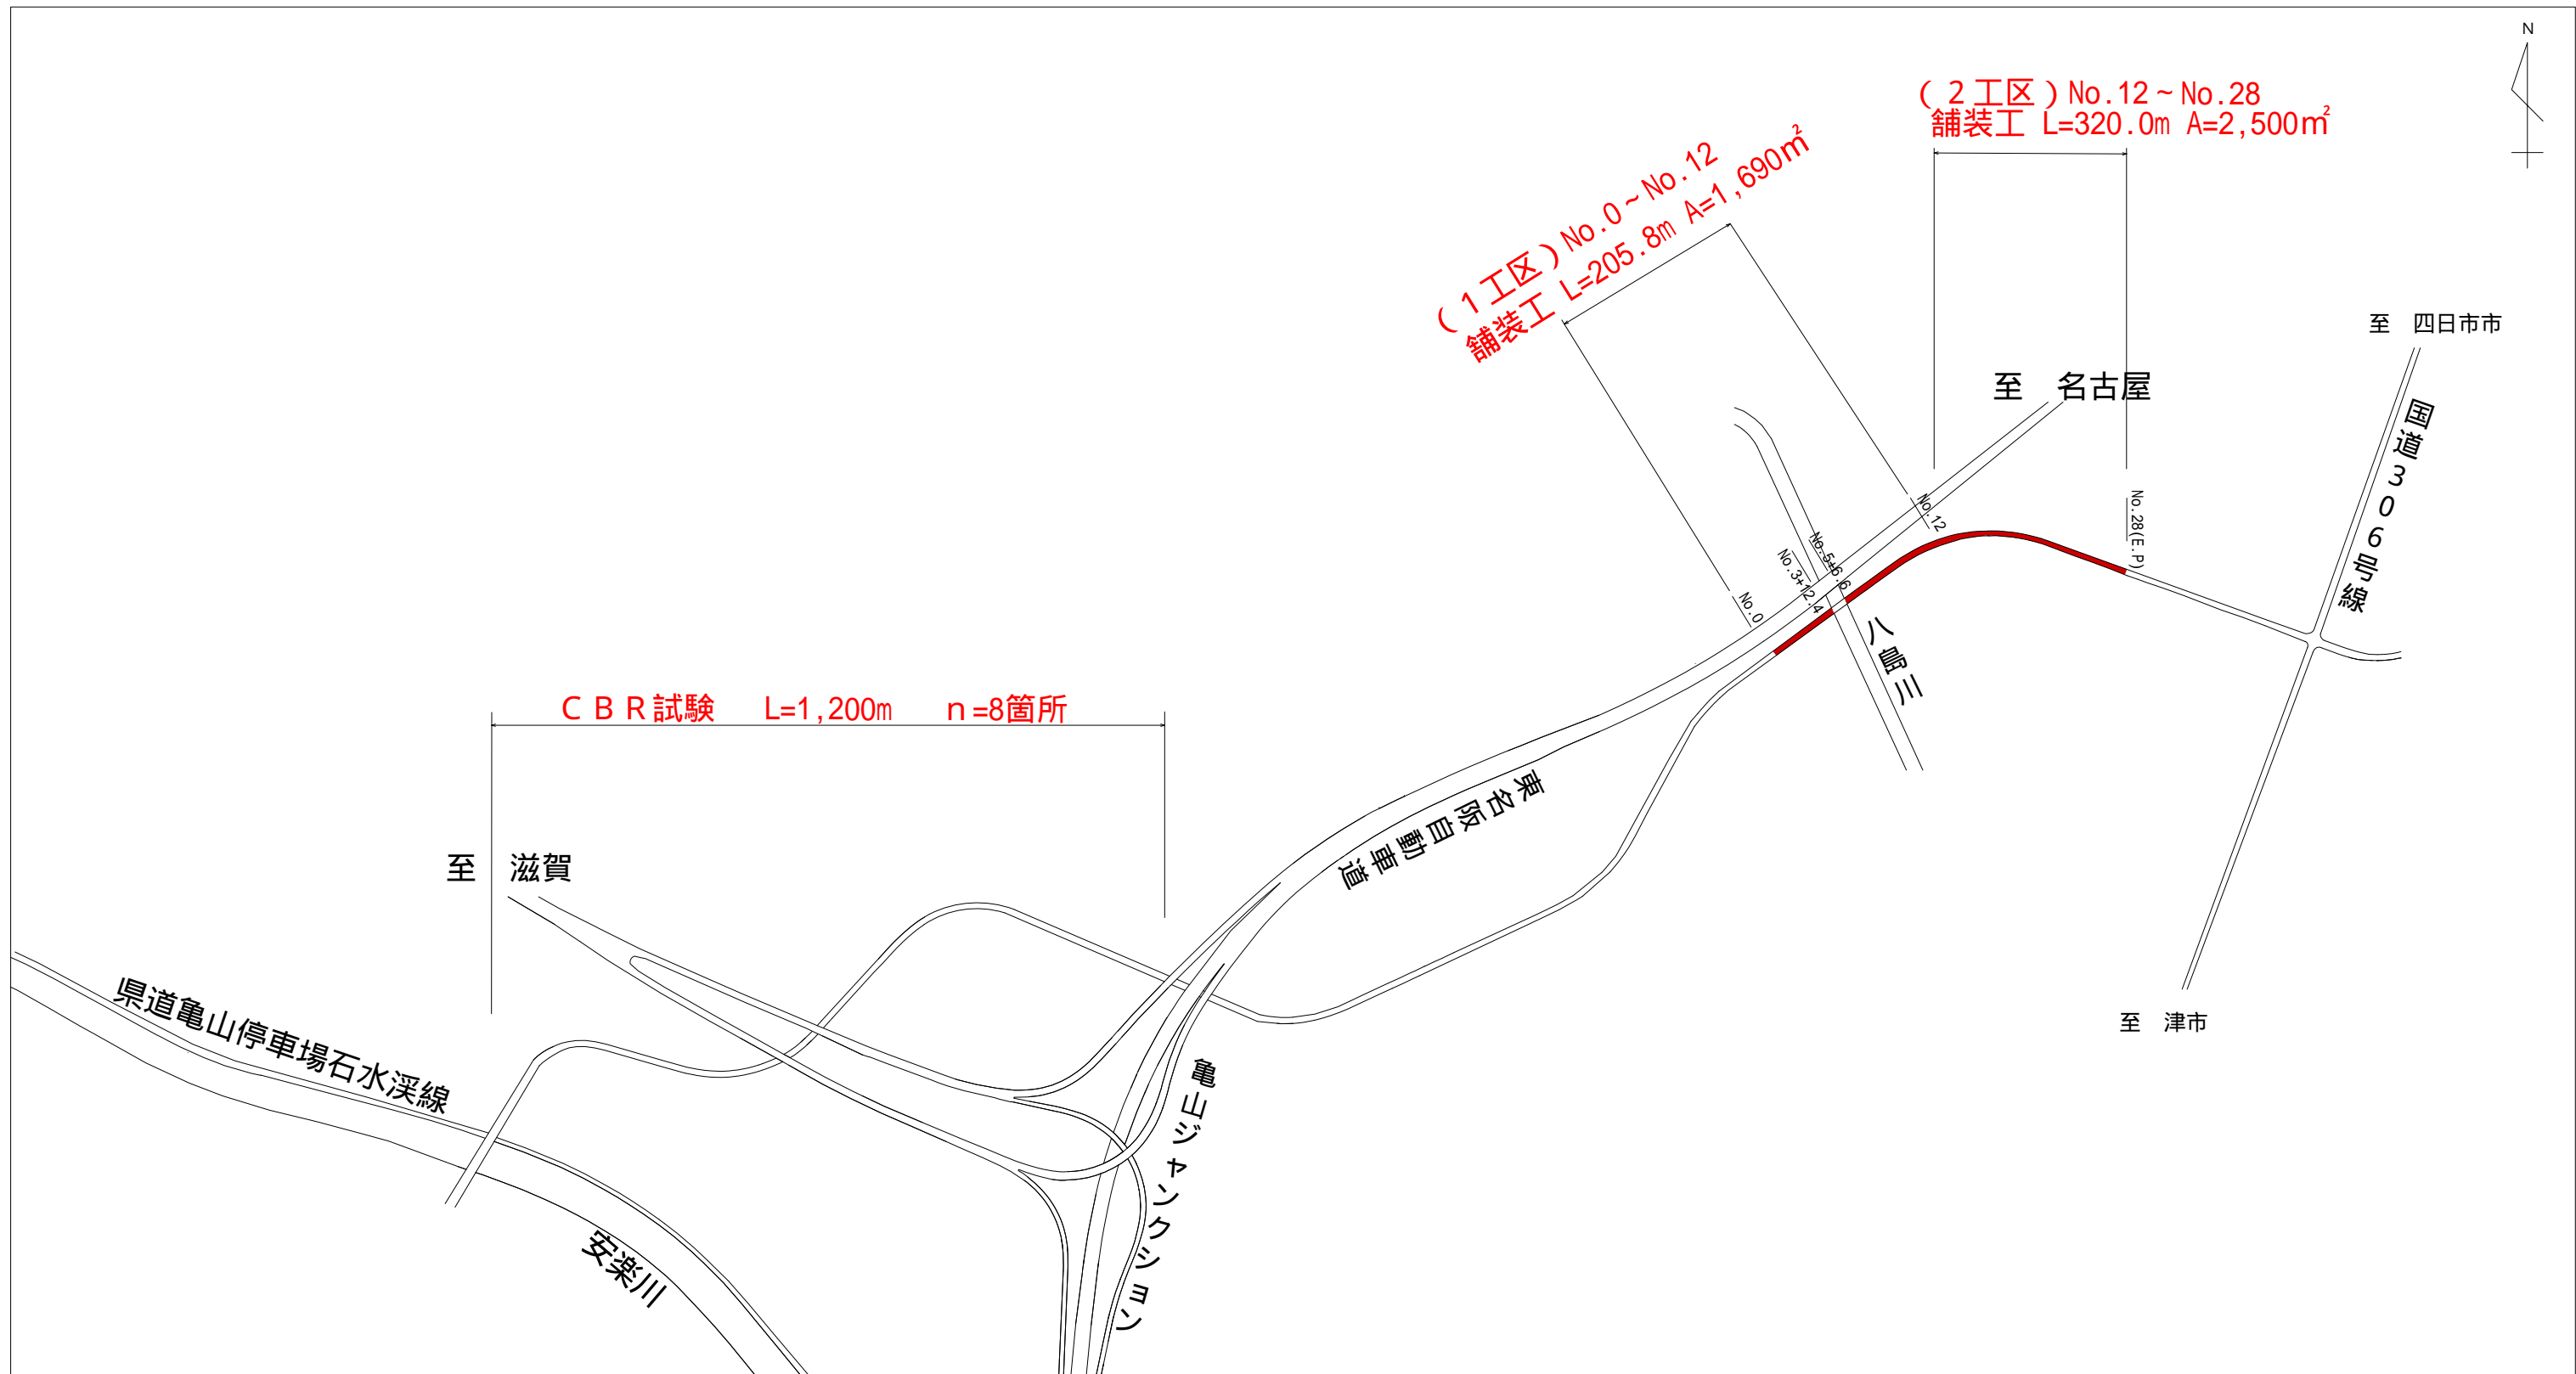 N
(2工区)No.12~No.28
舗装工 L=320.0m A=2,500㎡
(1工区)No.0~No.12
舗装工 L=205.8m A=1,690㎡
至 四日市市
至 名古屋
国道306号線
No.12
No.28(E.P)
No.5+6.6
No.3+12.4
No.0
八島川
CBR試験 L=1,200m n=8箇所
東名阪自動車道
至 滋賀
県道亀山停車場石水渓線
至 津市
亀山ジャンクション
安楽川